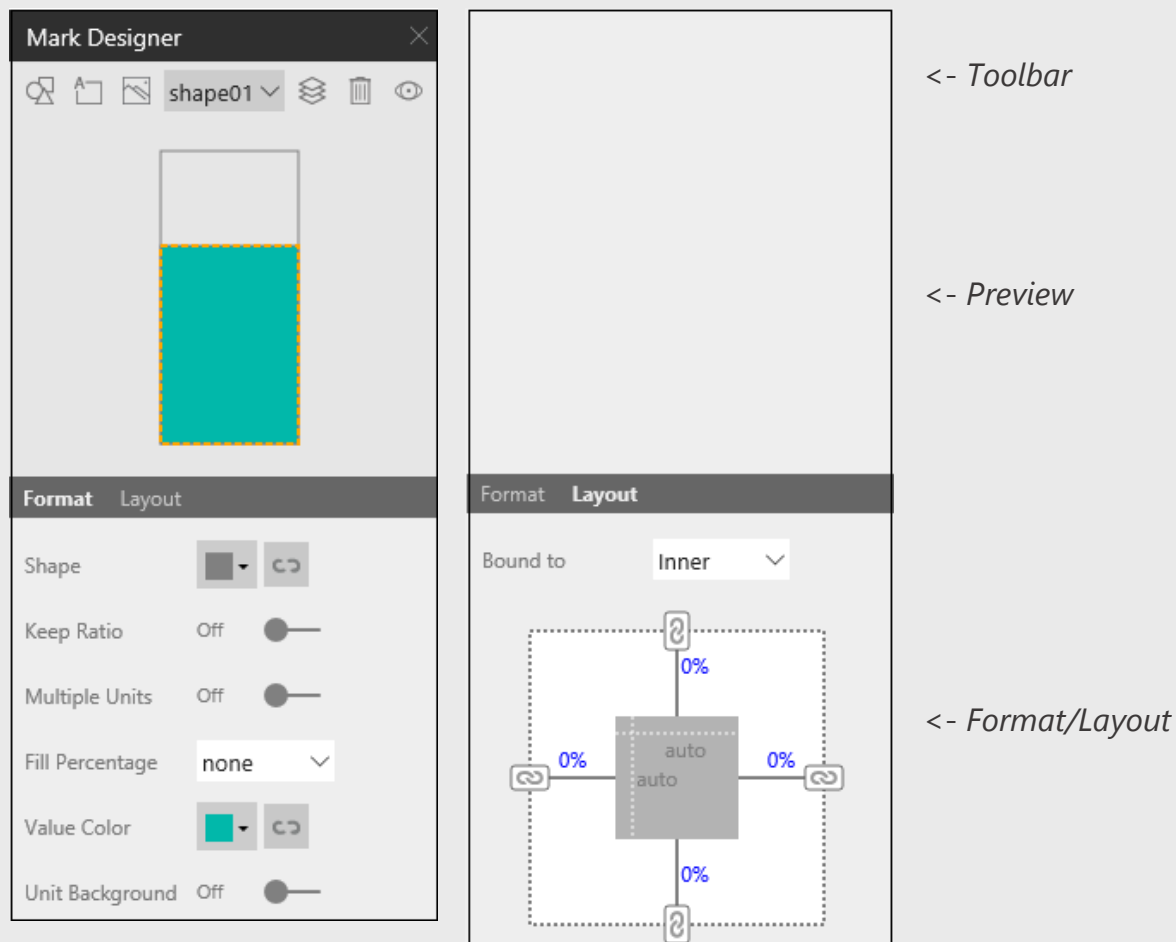 Mark Designer
shape01
Format Layout
Shape
Keep Ratio Off
Multiple Units Off
Fill Percentage none
Value Color
Unit Background Off
Format Layout
Bound to Inner
0%
auto
0% 0%
auto
0%
<- Toolbar
<- Preview
<- Format/Layout